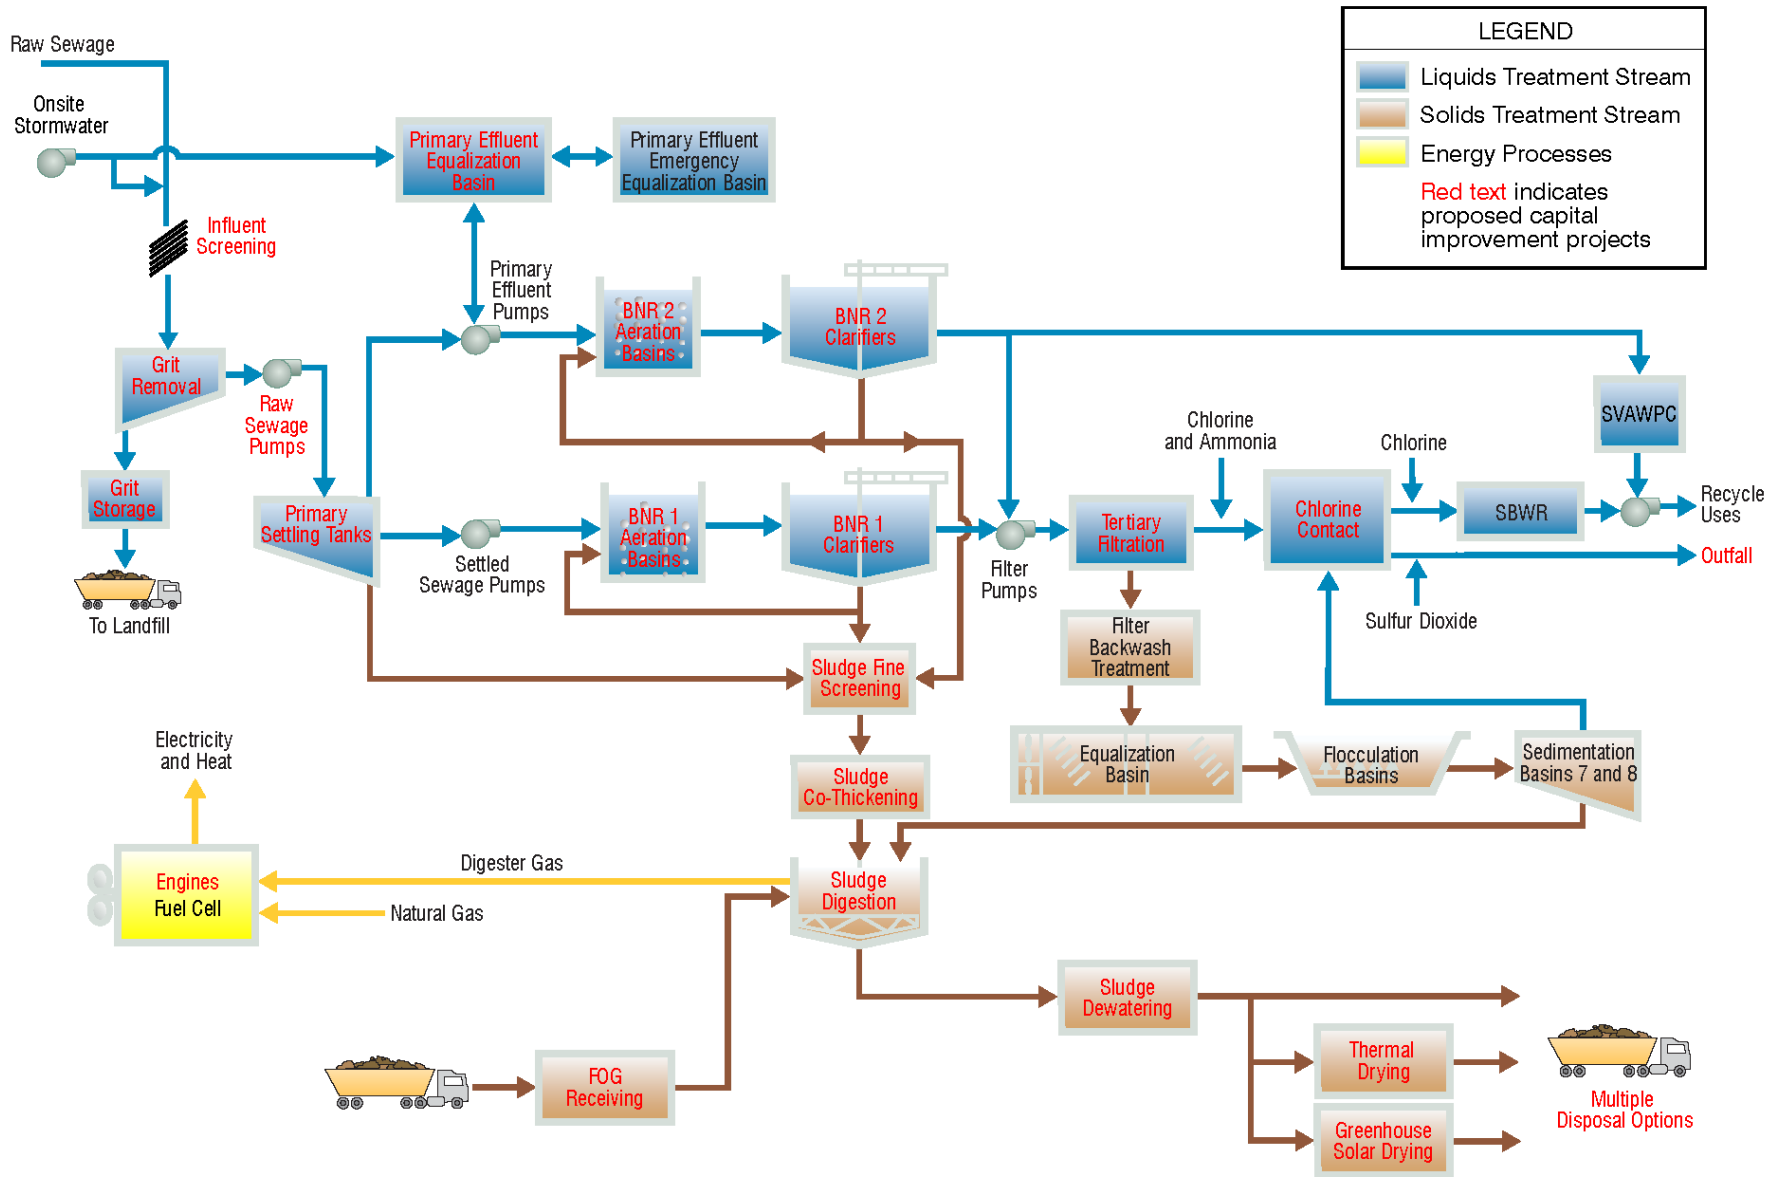 LEGEND
Liquids Treatment Stream
Solids Treatment Stream
Energy Processes
Red text indicates
proposed capital
improvement projects
Raw Sewage
Onsite
Stormwater
Primary Effluent
Equalization
Basin
Primary Effluent
Emergency
Equalization Basin
Influent
Screening
Primary
Effluent
Pumps
BNR 2
Aeration
Basins
BNR 2
Clarifiers
Grit
Removal
Raw
Sewage
Pumps
SVAWPC
Chlorine
and Ammonia
Chlorine
Grit
Storage
Primary
Settling Tanks
Settled
Sewage Pumps
BNR 1
Aeration
Basins
BNR 1
Clarifiers
Filter
Pumps
Tertiary
Filtration
Chlorine
Contact
SBWR
Recycle
Uses
Outfall
Sulfur Dioxide
To Landfill
Filter
Backwash
Treatment
Sludge Fine
Screening
Equalization
Basin
Flocculation
Basins
Sedimentation
Basins 7 and 8
Electricity
and Heat
Sludge
Co-Thickening
Digester Gas
Engines
Fuel Cell
Natural Gas
Sludge
Digestion
Sludge
Dewatering
FOG
Receiving
Thermal
Drying
Greenhouse
Solar Drying
Multiple
Disposal Options